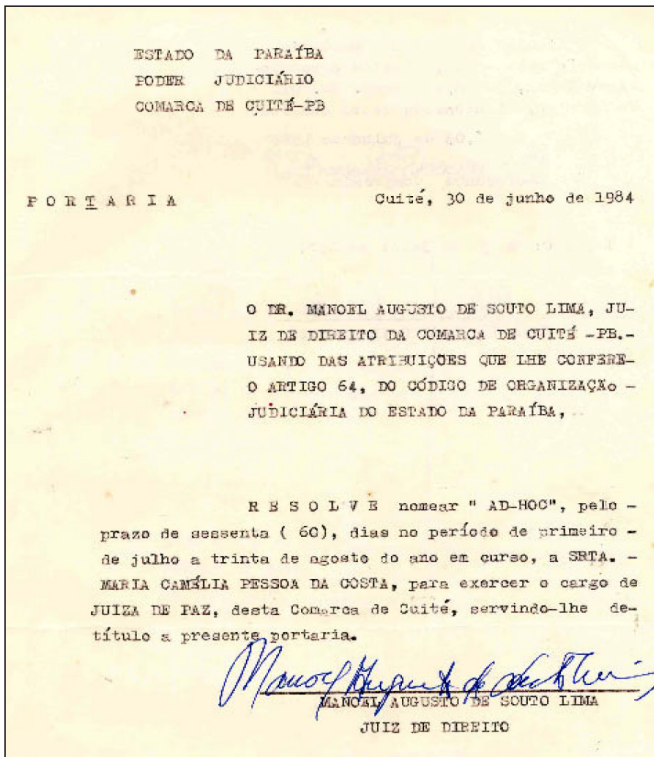 ESTADO DA PARAÍBA
PODER JUDICIÁRIO
COMARCA DE CUITÉ-PB
P O R T A R I A
Cuité, 30 de junho de 1984
O DR. MANOEL AUGUSTO DE SOUTO LIMA, JU-
IZ DE DIREITO DA COMARCA DE CUITÉ -PB.-
USANDO DAS ATRIBUIÇÕES QUE LHE CONFERE-
O ARTIGO 64, DO CÓDIGO DE ORGANIZAÇÃo -
JUDICIÁRIA DO ESTADO DA PARAÍBA,
R E S O L V E nomear " AD-HOC", pelo -
prazo de sessenta ( 60), dias no período de primeiro -
de julho a trinta de agosto do ano em curso, a SRTA. -
MARIA CAMÉLIA PESSOA DA COSTA, para exercer o cargo de
JUIZA DE PAZ, desta Comarca de Cuité, servindo-lhe de-
título a presente portaria.
Manoel Augusto de Souto Lima
MANOEL AUGUSTO DE SOUTO LIMA
JUIZ DE DIREITO